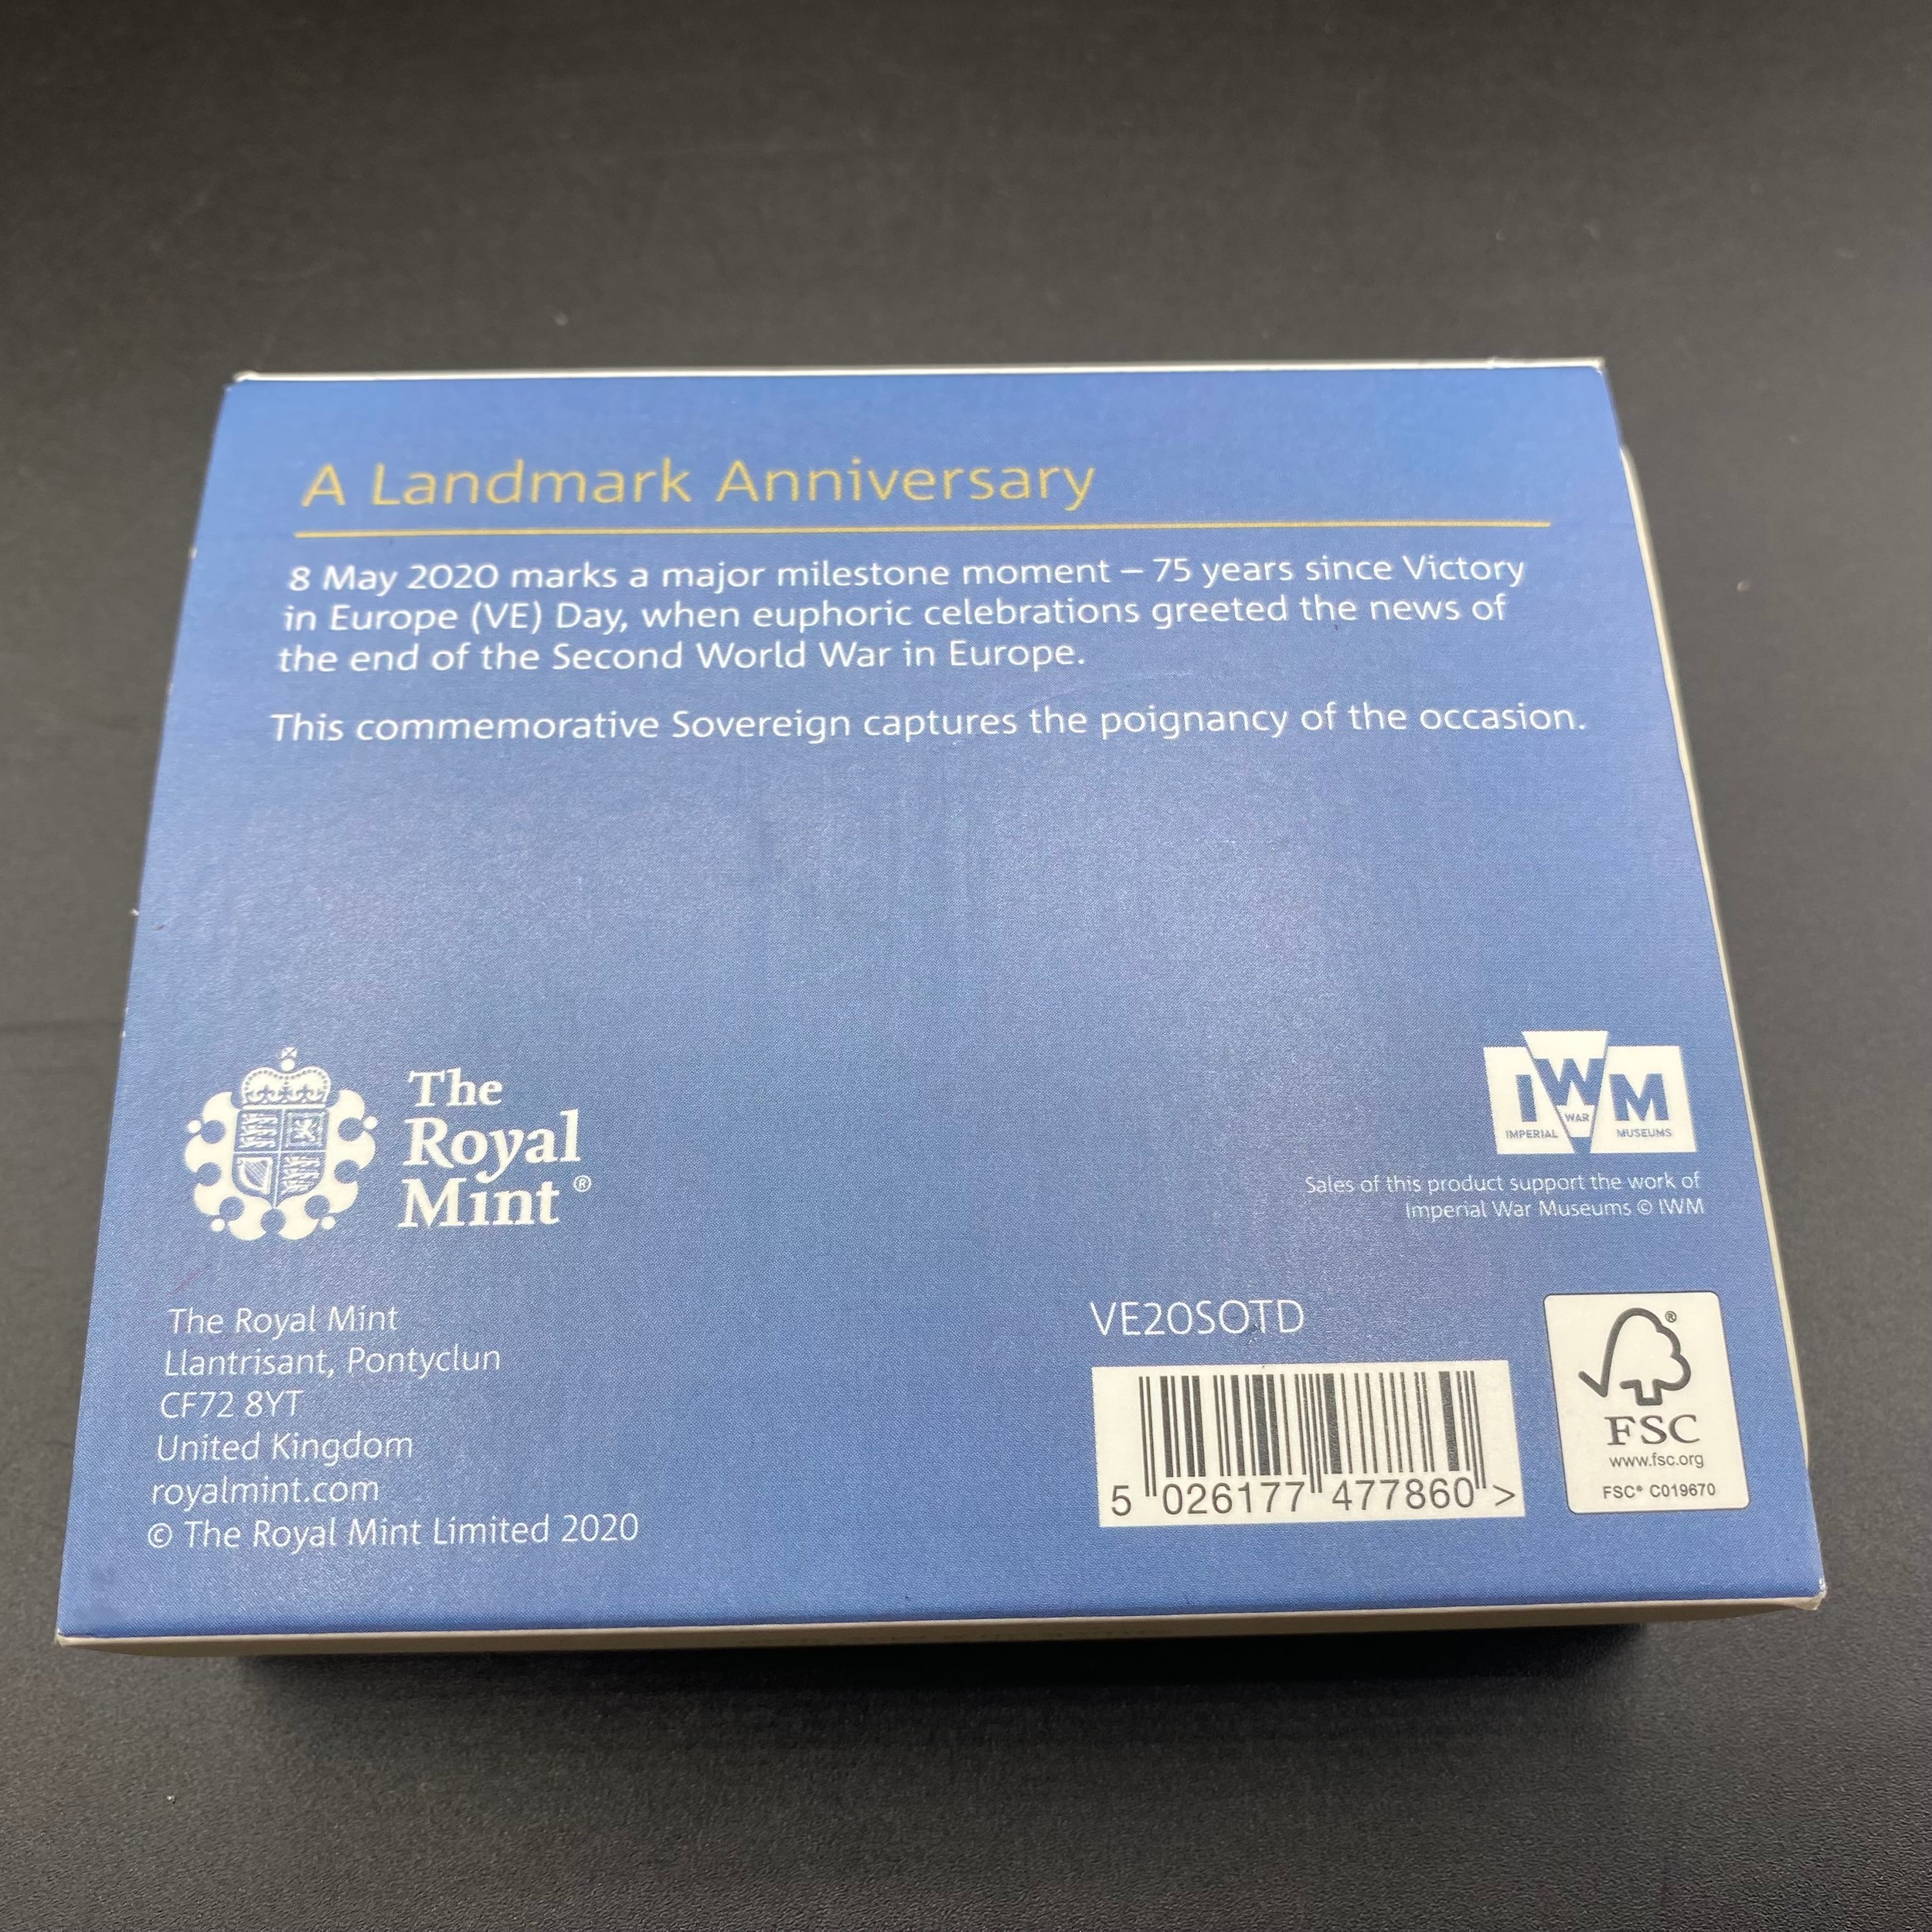 A Landmark Anniversary
8 May 2020 marks a major milestone moment – 75 years since Victory
in Europe (VE) Day, when euphoric celebrations greeted the news of
the end of the Second World War in Europe.
This commemorative Sovereign captures the poignancy of the occasion.
The
Royal
Mint®
IWM
IMPERIAL WAR MUSEUMS
Sales of this product support the work of
Imperial War Museums © IWM
The Royal Mint
Llantrisant, Pontyclun
CF72 8YT
United Kingdom
royalmint.com
© The Royal Mint Limited 2020
VE20SOTD
5 026177 477860 >
®
FSC
www.fsc.org
FSC® C019670